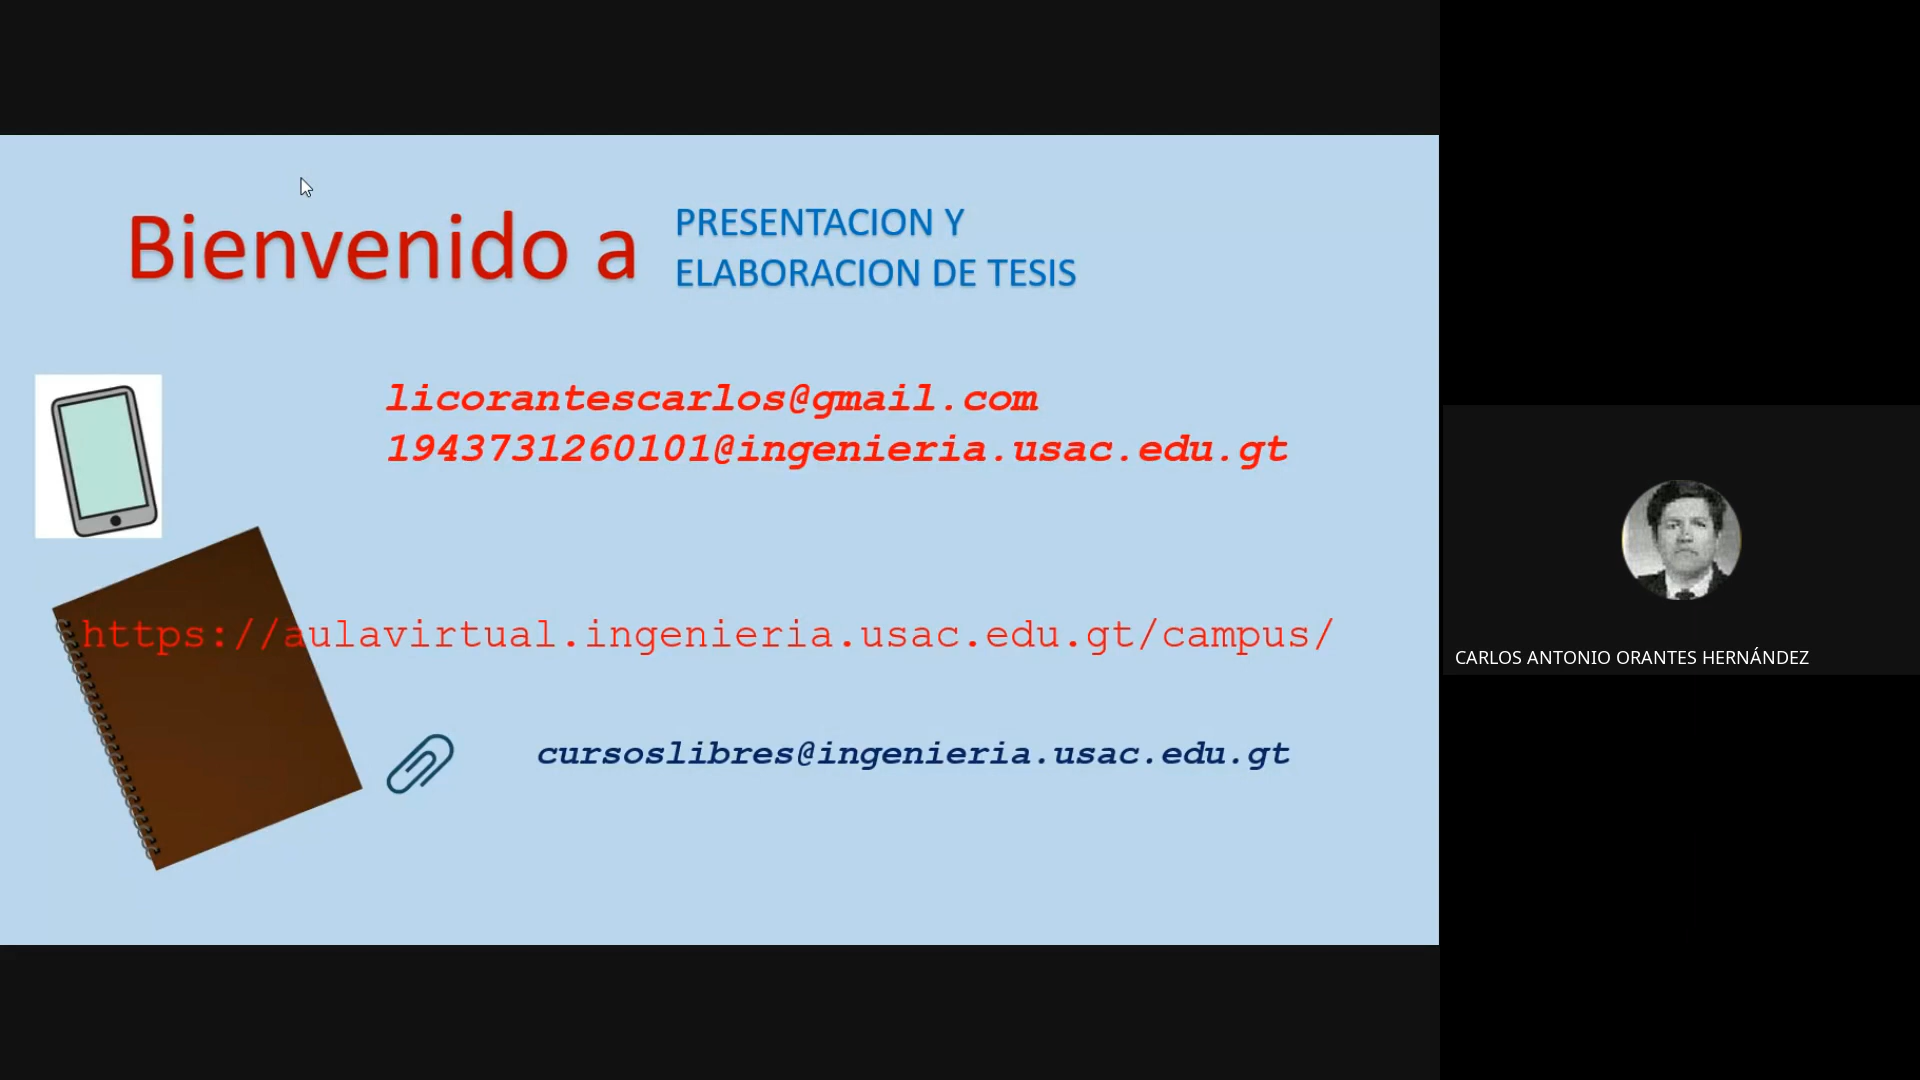 Bienvenido a
PRESENTACION Y
ELABORACION DE TESIS
licorantescarlos@gmail.com
1943731260101@ingenieria.usac.edu.gt
https://aulavirtual.ingenieria.usac.edu.gt/campus/
cursoslibres@ingenieria.usac.edu.gt
CARLOS ANTONIO ORANTES HERNÁNDEZ